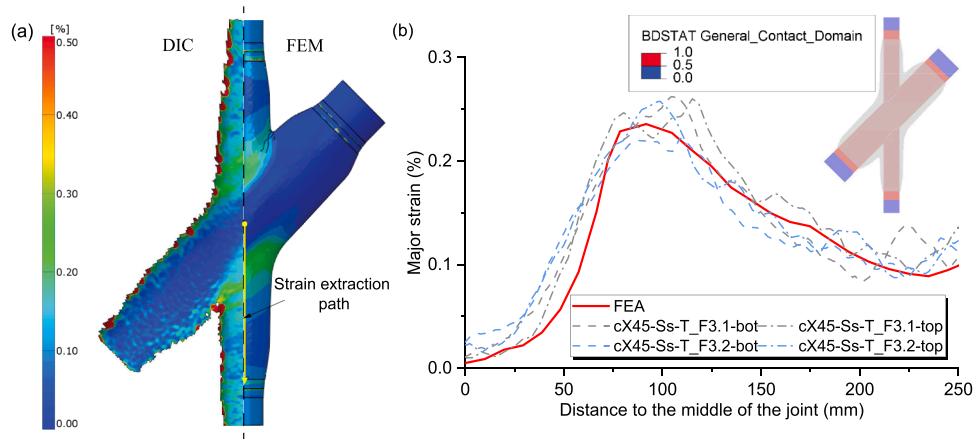 (a)
[%]
0.50
0.40
0.30
0.20
0.10
0.00
DIC
FEM
Strain extraction
path
(b)
BDSTAT General_Contact_Domain
1.0
0.5
0.0
Major strain (%)
0.3
0.2
0.1
0.0
FEA
cX45-Ss-T_F3.1-bot
cX45-Ss-T_F3.1-top
cX45-Ss-T_F3.2-bot
cX45-Ss-T_F3.2-top
0
50
100
150
200
250
Distance to the middle of the joint (mm)